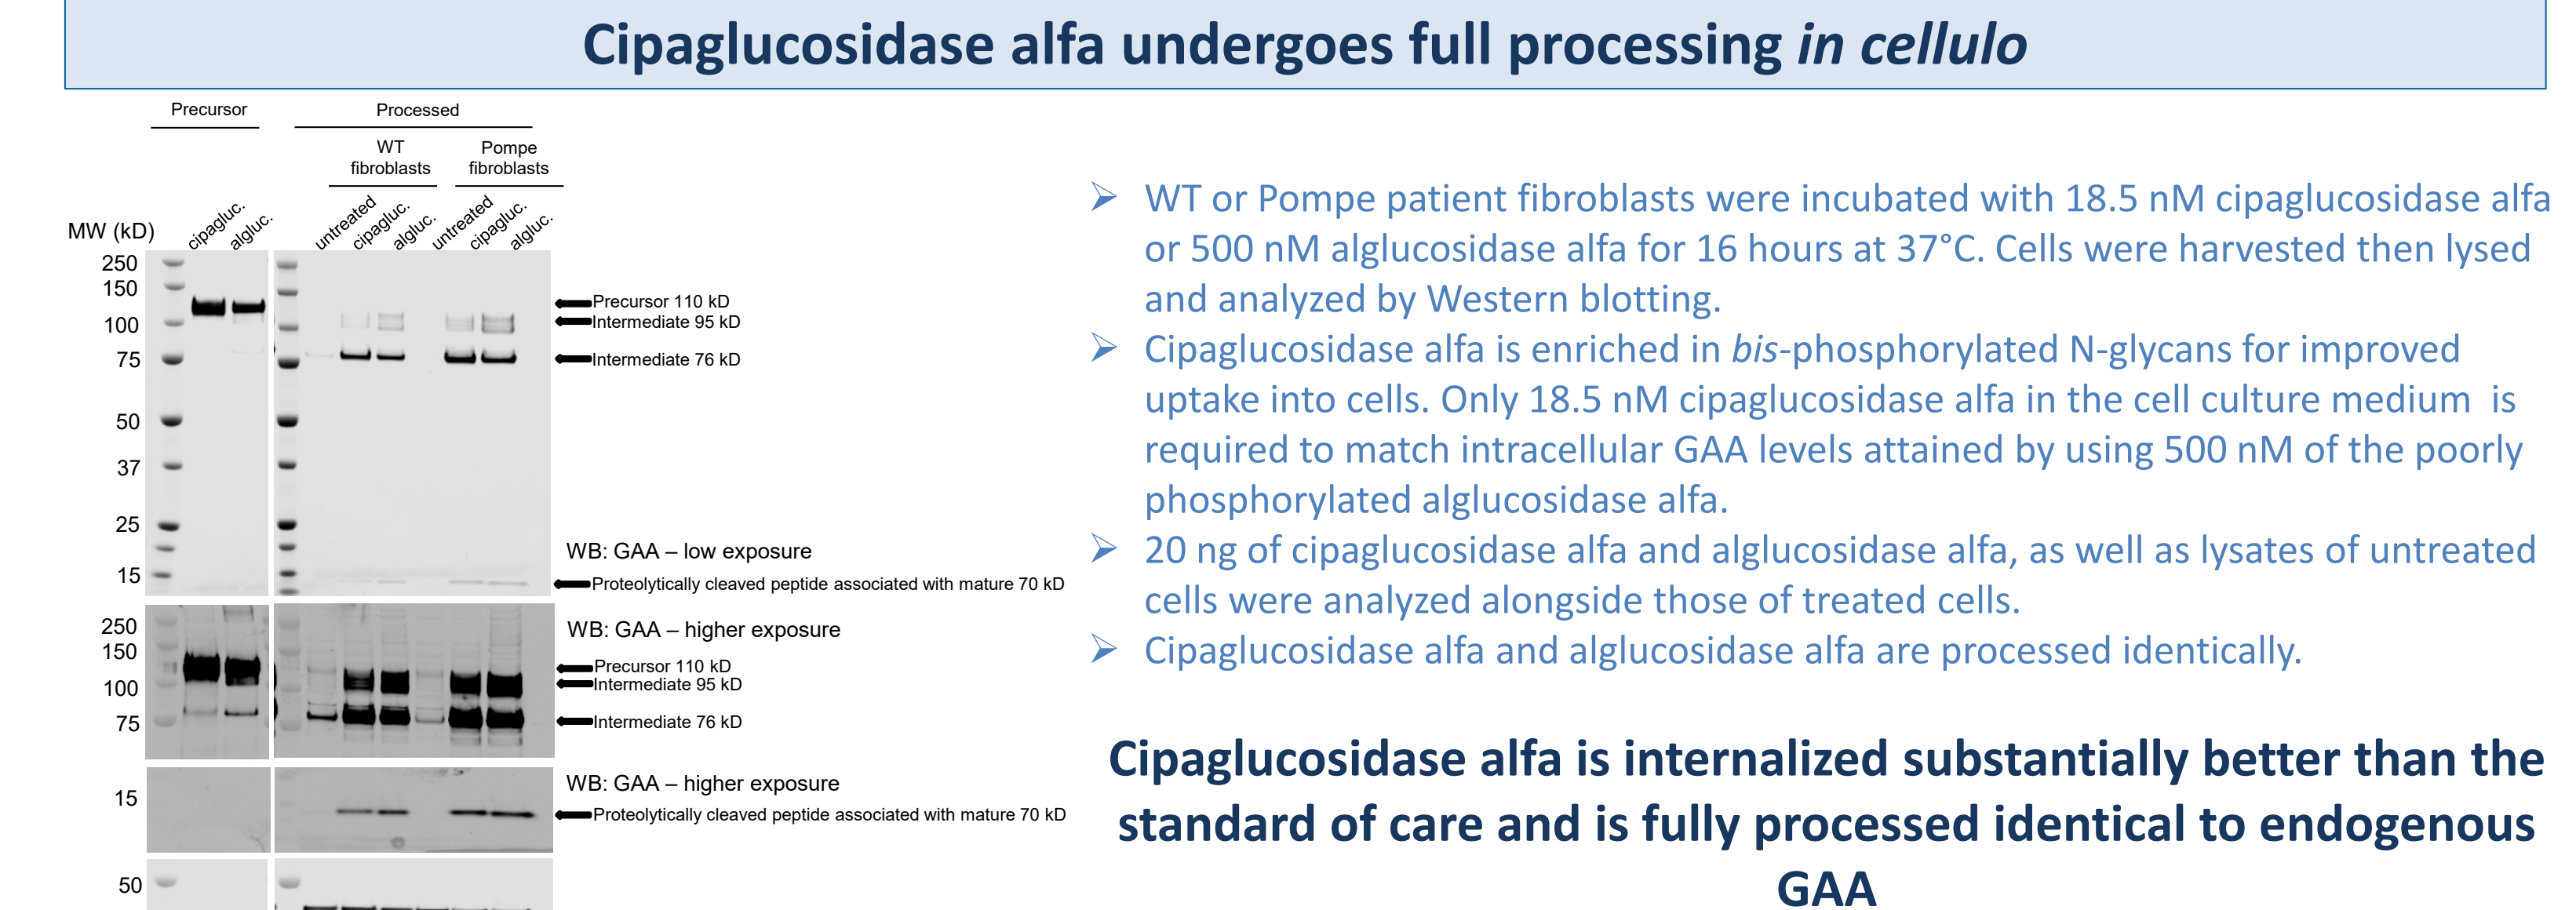 Cipaglucosidase alfa undergoes full processing in cellulo
Precursor
Processed
WT
fibroblasts
Pompe
fibroblasts
MW (kD)
cipagluc.
algluc.
untreated
cipagluc.
algluc.
untreated
cipagluc.
algluc.
250
150
100
75
50
37
25
15
Precursor 110 kD
Intermediate 95 kD
Intermediate 76 kD
WB: GAA – low exposure
Proteolytically cleaved peptide associated with mature 70 kD
250
150
100
75
WB: GAA – higher exposure
Precursor 110 kD
Intermediate 95 kD
Intermediate 76 kD
15
WB: GAA – higher exposure
Proteolytically cleaved peptide associated with mature 70 kD
50
WT or Pompe patient fibroblasts were incubated with 18.5 nM cipaglucosidase alfa
or 500 nM alglucosidase alfa for 16 hours at 37°C. Cells were harvested then lysed
and analyzed by Western blotting.
Cipaglucosidase alfa is enriched in bis-phosphorylated N-glycans for improved
uptake into cells. Only 18.5 nM cipaglucosidase alfa in the cell culture medium is
required to match intracellular GAA levels attained by using 500 nM of the poorly
phosphorylated alglucosidase alfa.
20 ng of cipaglucosidase alfa and alglucosidase alfa, as well as lysates of untreated
cells were analyzed alongside those of treated cells.
Cipaglucosidase alfa and alglucosidase alfa are processed identically.
Cipaglucosidase alfa is internalized substantially better than the
standard of care and is fully processed identical to endogenous
GAA